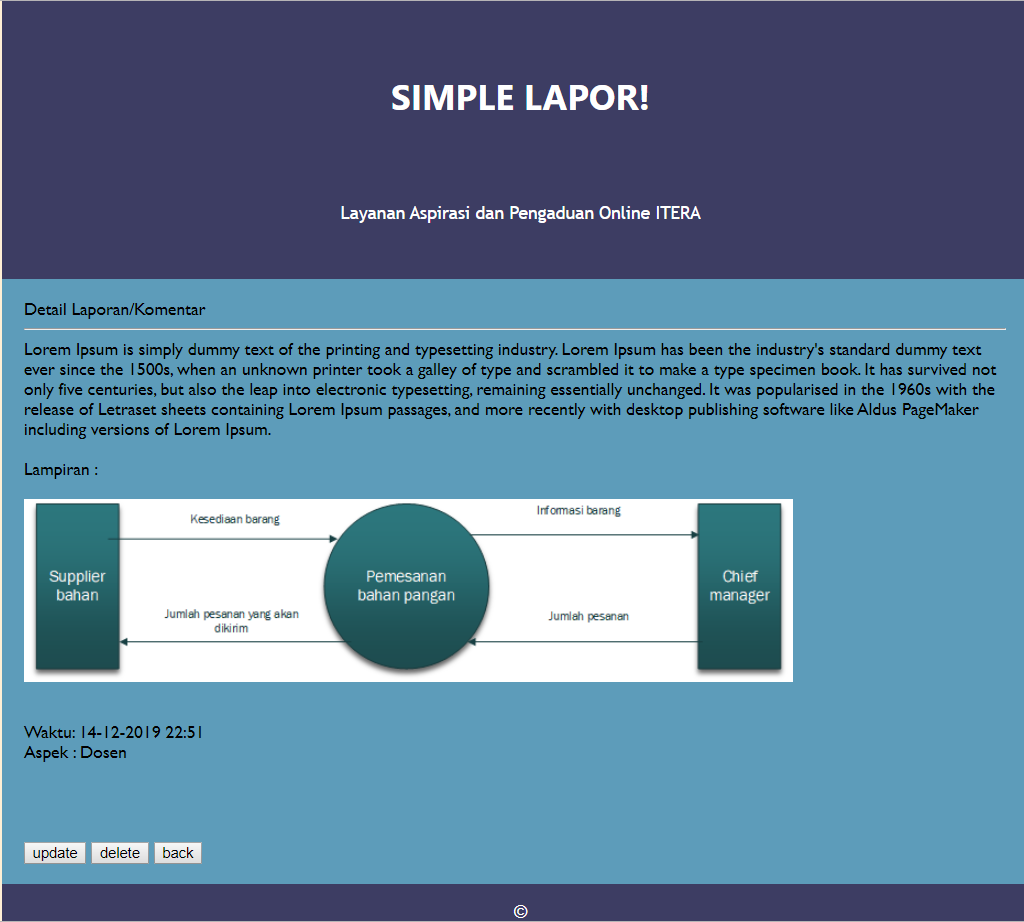 SIMPLE LAPOR!
Layanan Aspirasi dan Pengaduan Online ITERA
Detail Laporan/Komentar
Lorem Ipsum is simply dummy text of the printing and typesetting industry. Lorem Ipsum has been the industry's standard dummy text
ever since the 1500s, when an unknown printer took a galley of type and scrambled it to make a type specimen book. It has survived not
only five centuries, but also the leap into electronic typesetting, remaining essentially unchanged. It was popularised in the 1960s with the
release of Letraset sheets containing Lorem Ipsum passages, and more recently with desktop publishing software like Aldus PageMaker
including versions of Lorem Ipsum.
Lampiran :
Kesediaan barang
Informasi barang
Supplier
bahan
Pemesanan
bahan pangan
Chief
manager
Jumlah pesanan yang akan
dikirim
Jumlah pesanan
Waktu: 14-12-2019 22:51
Aspek : Dosen
update delete back
©